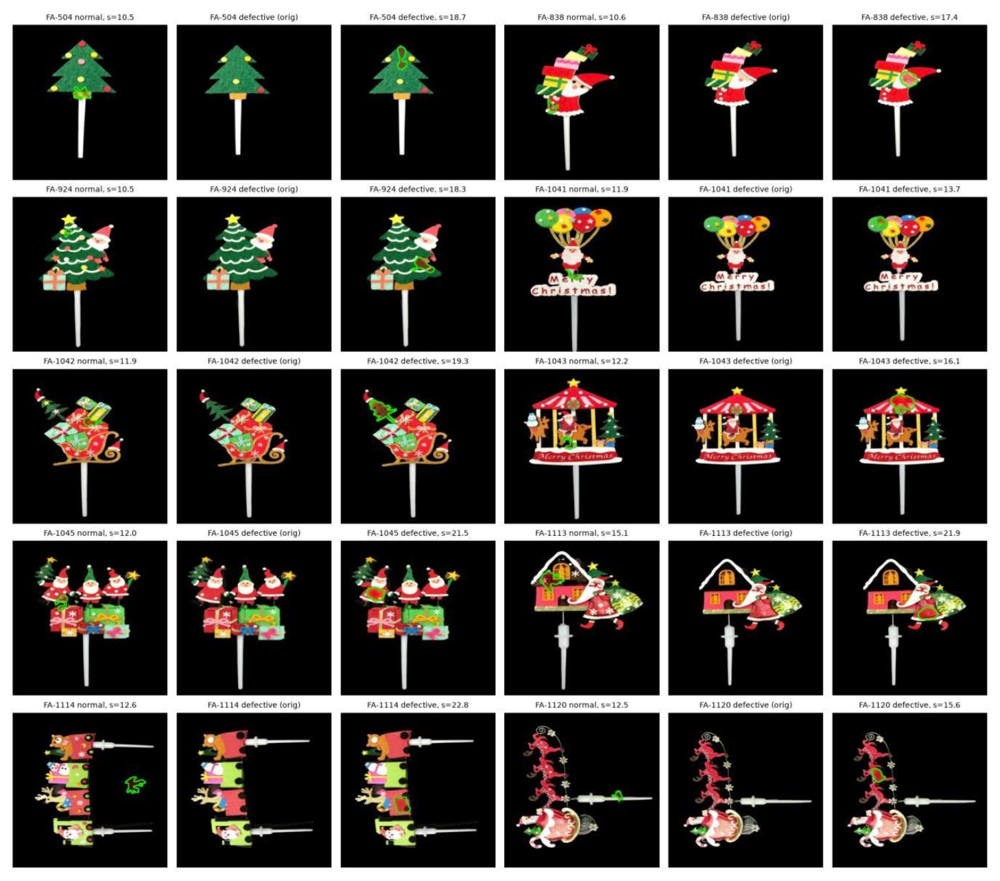 FA-504 normal, s=10.5 FA-504 defective (orig) FA-504 defective, s=18.7 FA-838 normal, s=10.6 FA-838 defective (orig) FA-838 defective, s=17.4
FA-924 normal, s=10.5 FA-924 defective (orig) FA-924 defective, s=18.3 FA-1041 normal, s=11.9 FA-1041 defective (orig) FA-1041 defective, s=13.7
Merry Merry Merry
Christmas! Christmas! Christmas!
FA-1042 normal, s=11.9 FA-1042 defective (orig) FA-1042 defective, s=19.3 FA-1043 normal, s=12.2 FA-1043 defective (orig) FA-1043 defective, s=16.1
Merry Christmas Merry Christmas Merry Christmas
FA-1045 normal, s=12.0 FA-1045 defective (orig) FA-1045 defective, s=21.5 FA-1113 normal, s=15.1 FA-1113 defective (orig) FA-1113 defective, s=21.9
FA-1114 normal, s=12.6 FA-1114 defective (orig) FA-1114 defective, s=22.8 FA-1120 normal, s=12.5 FA-1120 defective (orig) FA-1120 defective, s=15.6